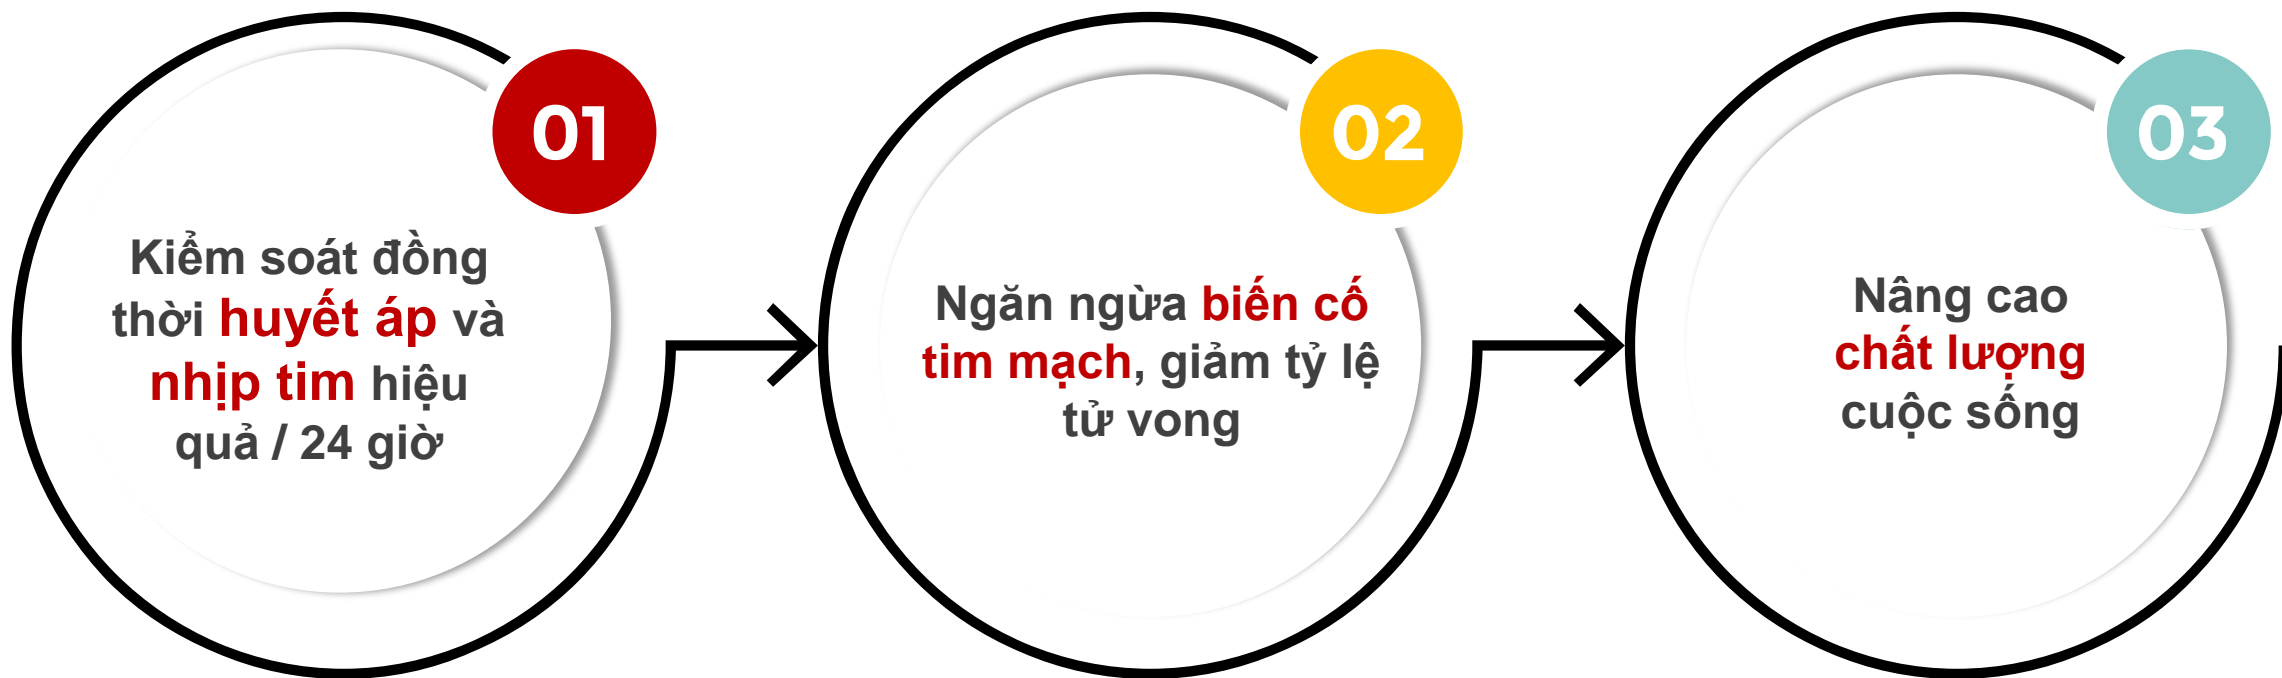 01
Kiểm soát đồng
thời huyết áp và
nhịp tim hiệu
quả / 24 giờ
02
Ngăn ngừa biến cố
tim mạch, giảm tỷ lệ
tử vong
03
Nâng cao
chất lượng
cuộc sống